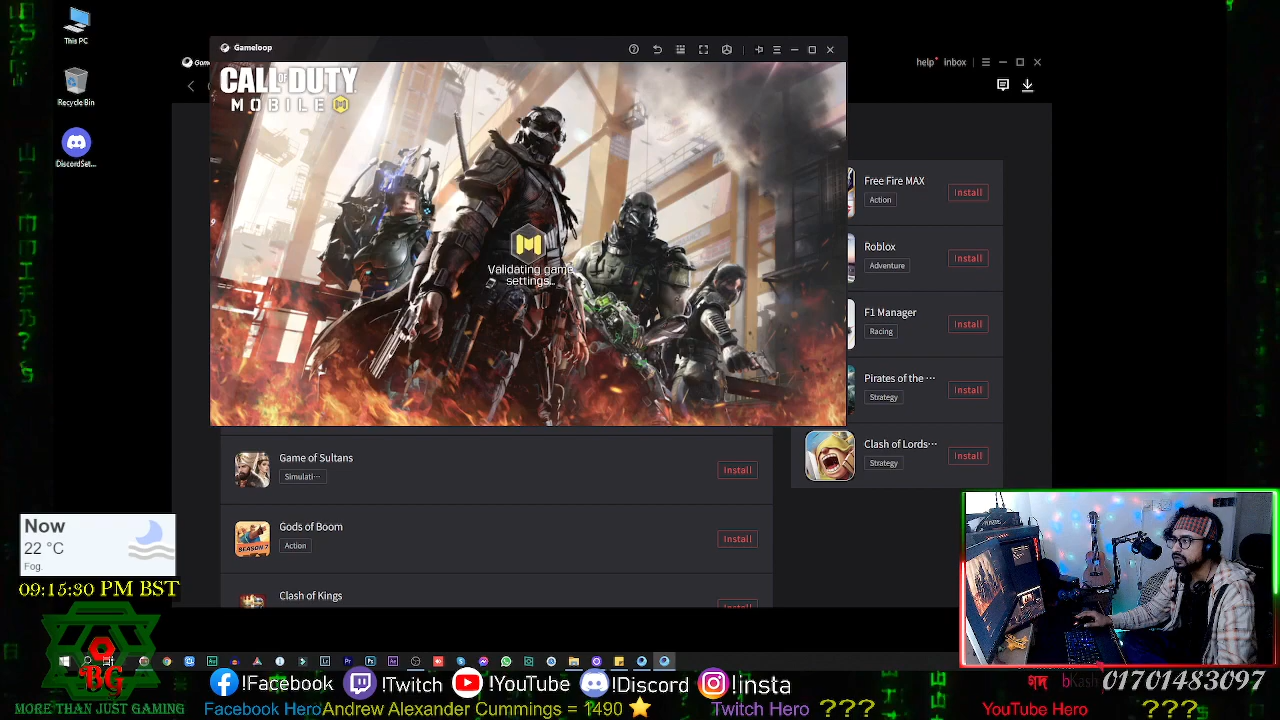 This PC
Recycle Bin
DiscordSet...
Gameloop
CALL OF DUTY
MOBILE
Validating game
settings..
help inbox
Free Fire MAX
Action
Install
Roblox
Adventure
Install
F1 Manager
Racing
Install
Pirates of the ···
Strategy
Install
Clash of Lords···
Strategy
Install
Game of Sultans
Simulati···
Install
Gods of Boom
Action
Install
SEASON 7
Clash of Kings
Now
22 °C
Fog.
09:15:30 PM BST
BG
MORE THAN JUST GAMING
!Facebook
!Twitch
!YouTube
!Discord
!insta
bKash 01701483097
Facebook Hero
Andrew Alexander Cummings = 1490
Twitch Hero ???
YouTube Hero ???